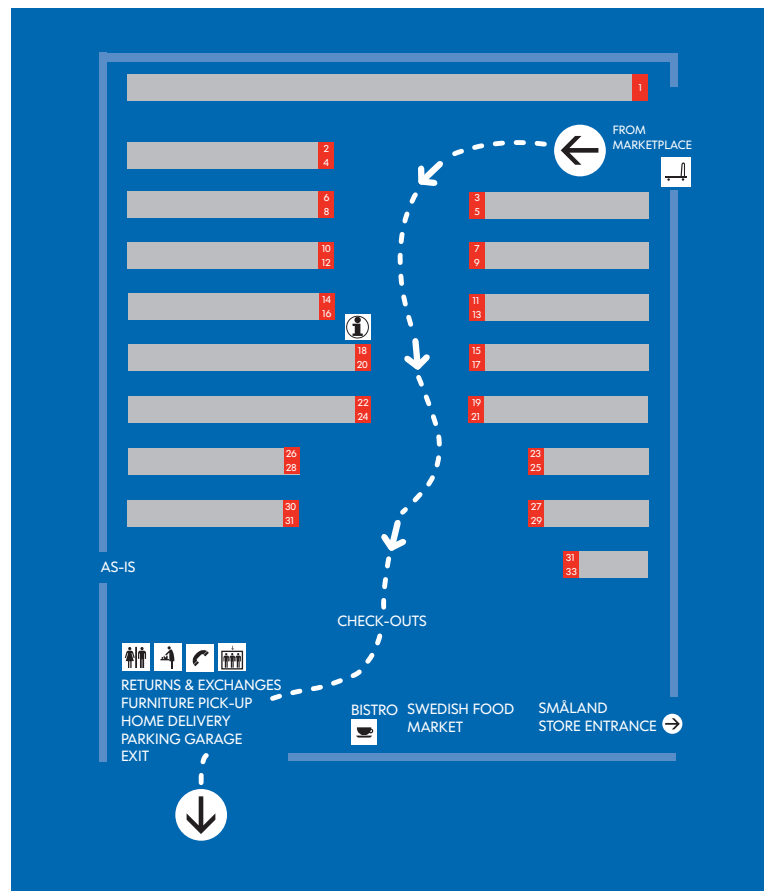 1
FROM
MARKETPLACE
2
4
6
8
3
5
10
12
7
9
14
16
11
13
18
20
15
17
22
24
19
21
26
28
23
25
30
31
27
29
31
33
AS-IS
CHECK-OUTS
RETURNS & EXCHANGES
FURNITURE PICK-UP
HOME DELIVERY
PARKING GARAGE
EXIT
BISTRO
SWEDISH FOOD
MARKET
SMÅLAND
STORE ENTRANCE